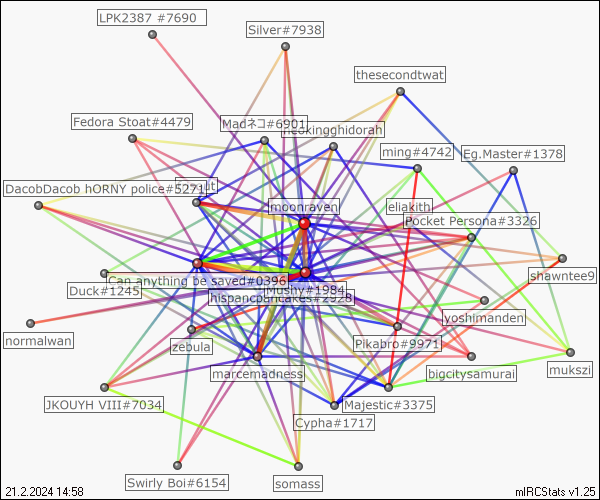 LPK2387 #7690
Silver#7938
thesecondtwat
Fedora Stoat#4479
Madネコ#6901
neokingghidorah
ming#4742
Eg.Master#1378
DacobDacob hORNY police#5271
moonraven
eliakith
Pocket Persona#3326
shawntee9
Can anything be sayed#0396
Duck#1245
Mushy#1984
hispancpancakes#2928
yoshimanden
normalwan
zebula
Pikabro#9971
marcemadness
bigcitysamurai
mukszi
JKOUYH VIII#7034
Majestic#3375
Cypha#1717
Swirly Boi#6154
somass
21.2.2024 14:58
mIRCStats v1.25